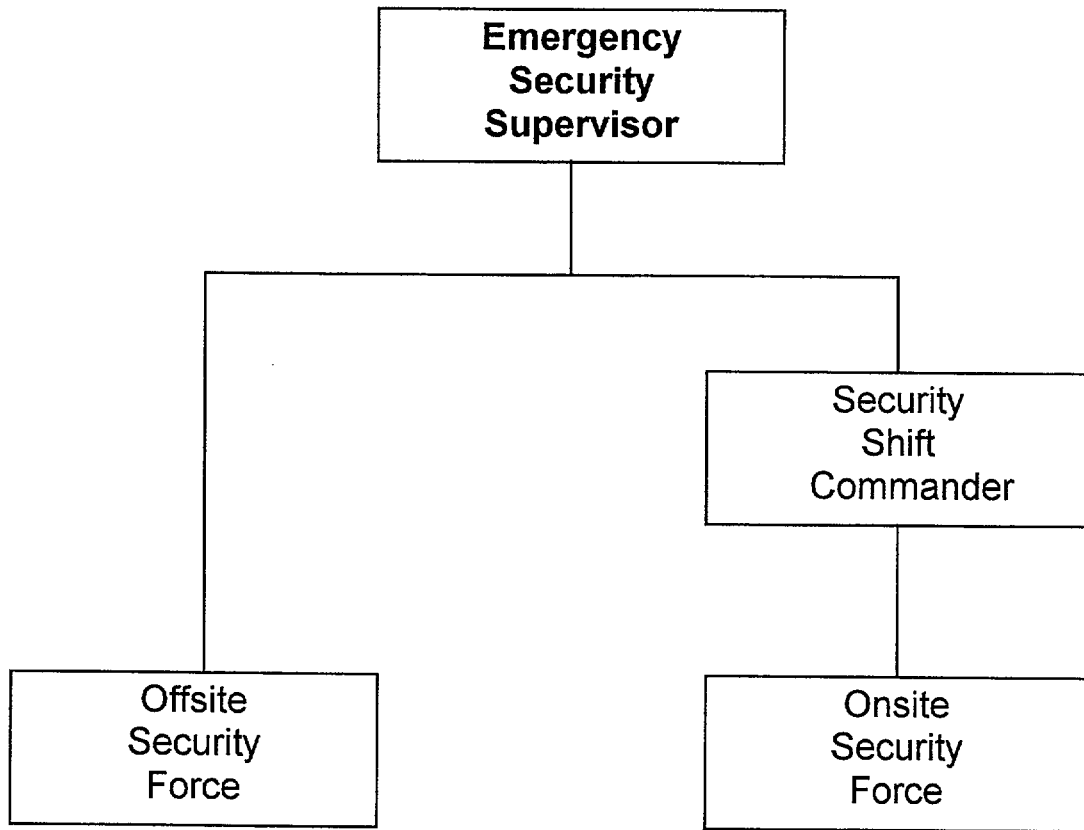 Emergency
Security
Supervisor
Security
Shift
Commander
Offsite
Security
Force
Onsite
Security
Force